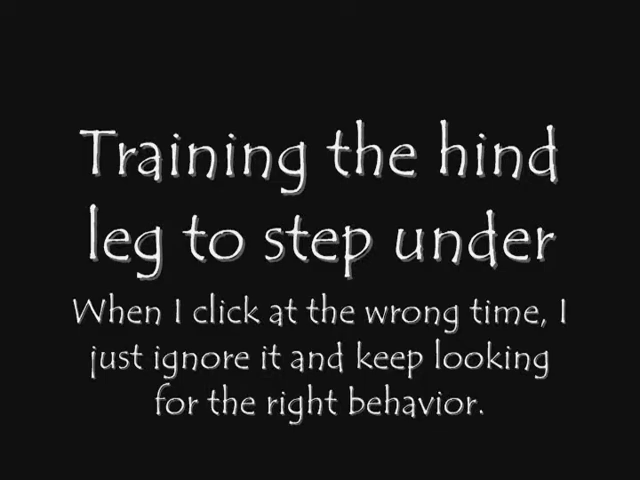 Training the hind
leg to step under
When I click at the wrong time, I
just ignore it and keep looking
for the right behavior.